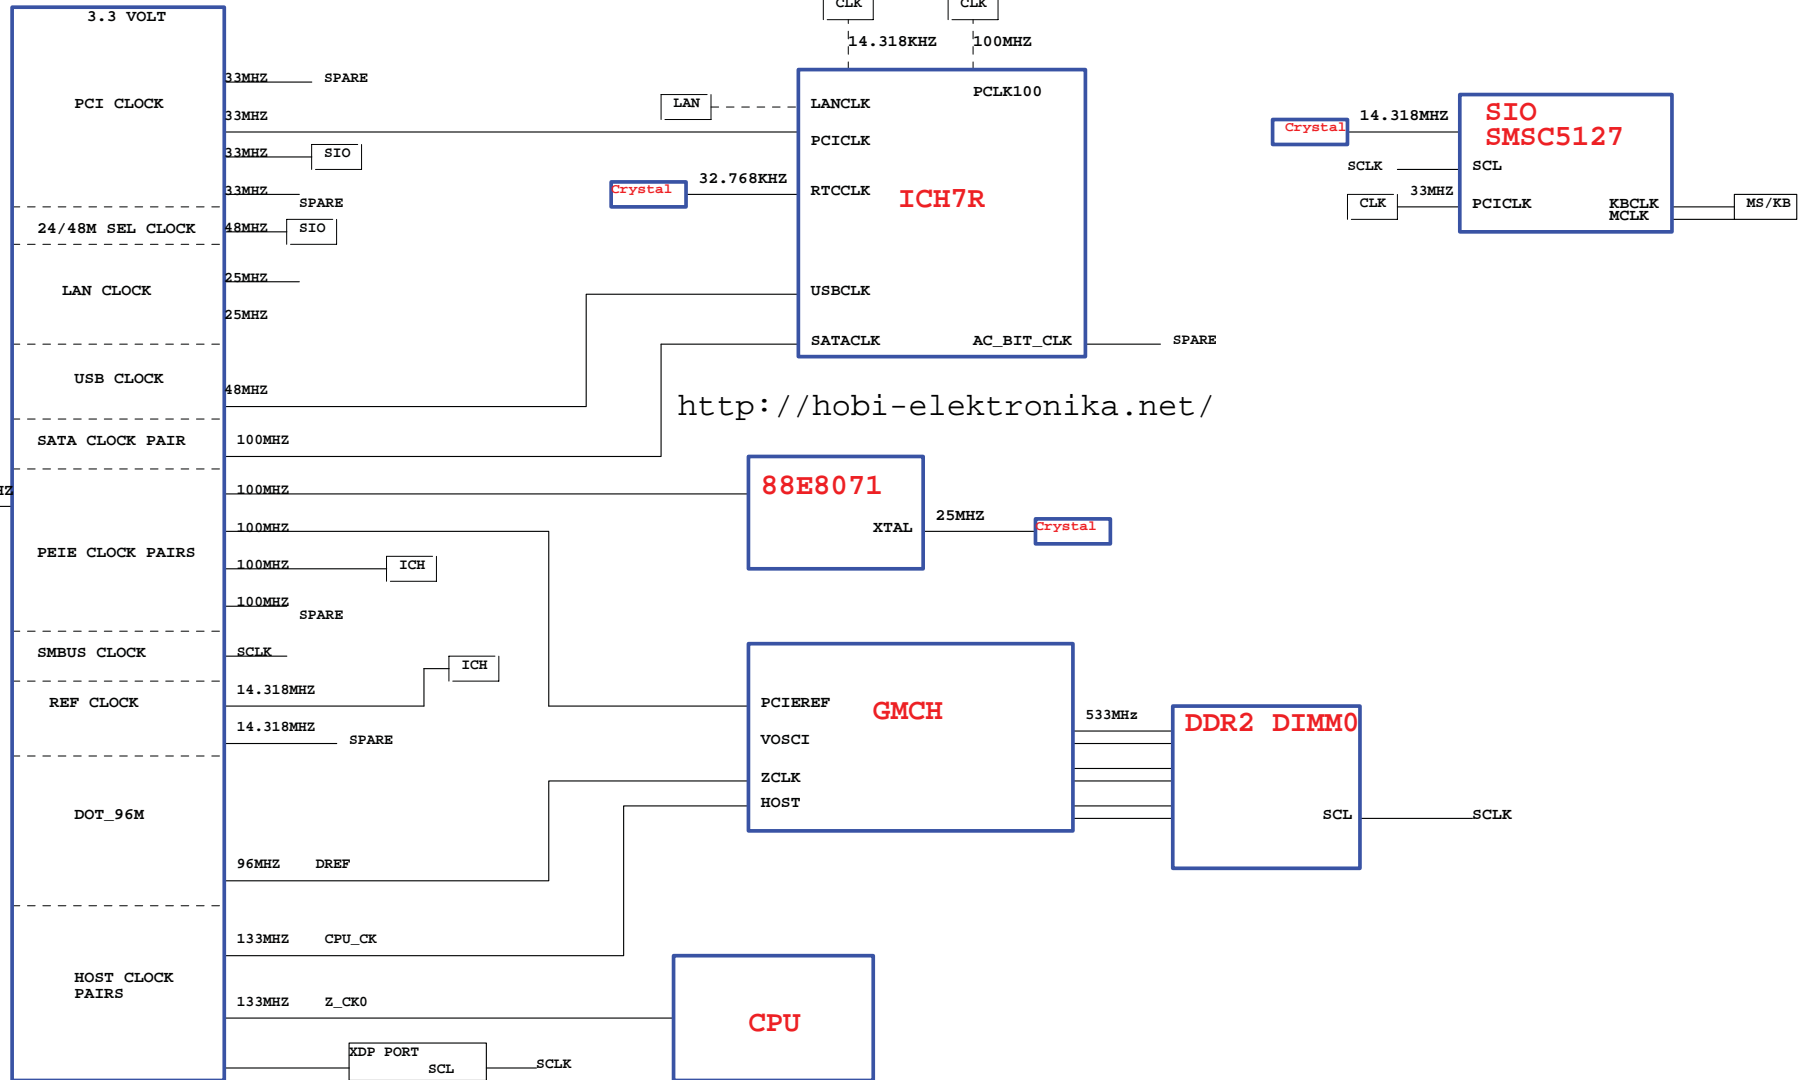 3.3 VOLT
PCI CLOCK
33MHZ
SPARE
33MHZ
33MHZ
SIO
33MHZ
SPARE
24/48M SEL CLOCK
48MHZ
SIO
LAN CLOCK
25MHZ
25MHZ
USB CLOCK
48MHZ
SATA CLOCK PAIR
100MHZ
HZ
100MHZ
100MHZ
PEIE CLOCK PAIRS
100MHZ
ICH
100MHZ
SPARE
SMBUS CLOCK
SCLK
REF CLOCK
14.318MHZ
ICH
14.318MHZ
SPARE
DOT_96M
96MHZ DREF
133MHZ CPU_CK
HOST CLOCK
PAIRS
133MHZ Z_CK0
XDP PORT
SCL
SCLK
CLK
CLK
14.318KHZ
100MHZ
PCLK100
LAN
LANCLK
PCICLK
Crystal
32.768KHZ
RTCCLK
ICH7R
USBCLK
SATACLK
AC_BIT_CLK
SPARE
http://hobi-elektronika.net/
88E8071
XTAL
25MHZ
Crystal
PCIEREF
GMCH
VOSCI
ZCLK
HOST
533MHz
DDR2 DIMM0
SCL
SCLK
CPU
Crystal
14.318MHZ
SIO
SMSC5127
SCLK
SCL
CLK
33MHZ
PCICLK
KBCLK
MCLK
MS/KB